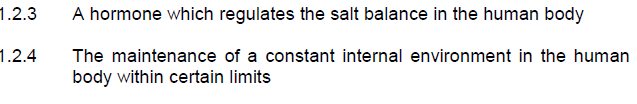 1.2.3 A hormone which regulates the salt balance in the human body
1.2.4 The maintenance of a constant internal environment in the human
body within certain limits